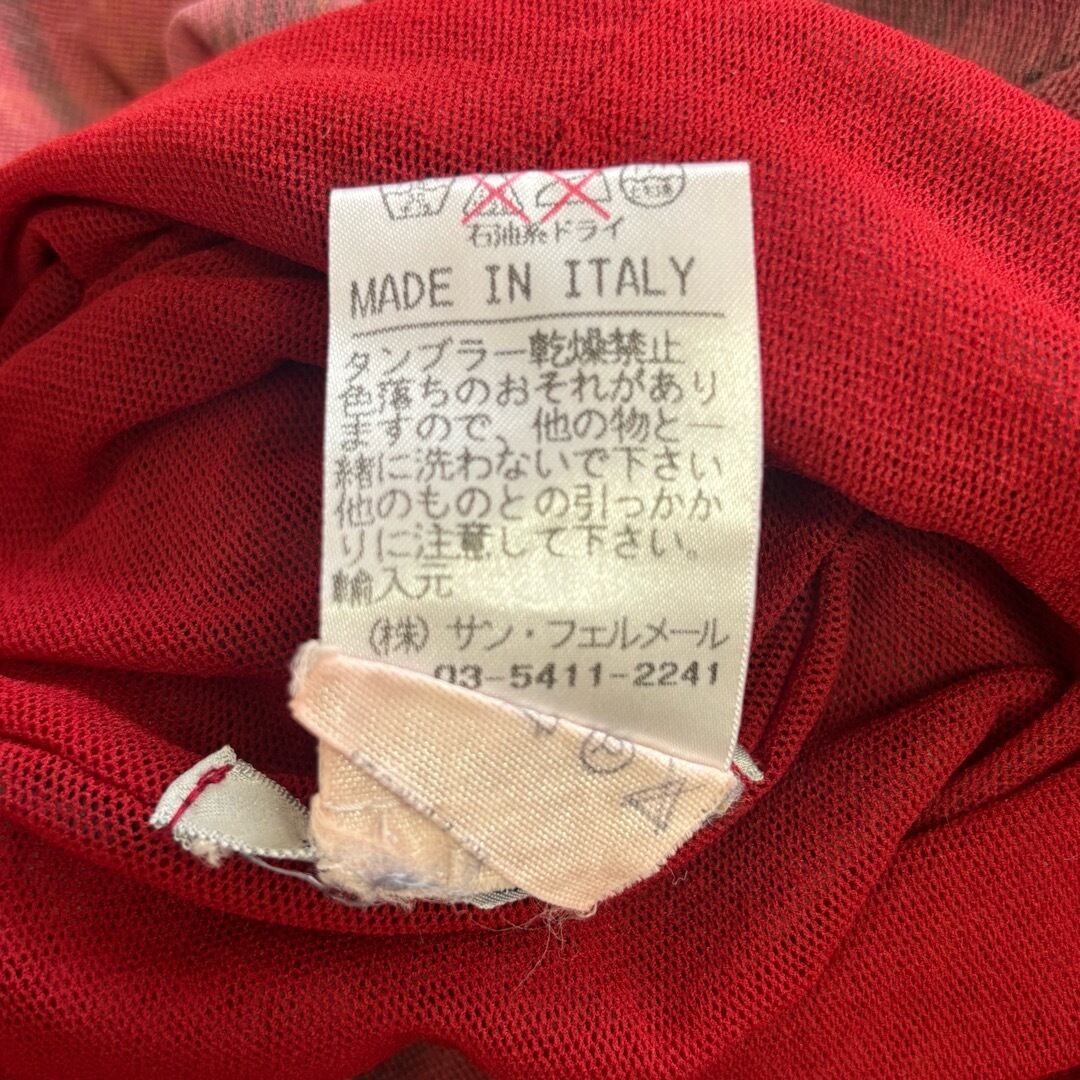 石油系ドライ
MADE IN ITALY
タンブラー乾燥禁止
色落ちのおそれがあり
ますので、他の物と一
緒に洗わないで下さい
他のものとの引っかか
りに注意して下さい。
輸入元
(株) サン・フェルメール
03-5411-2241